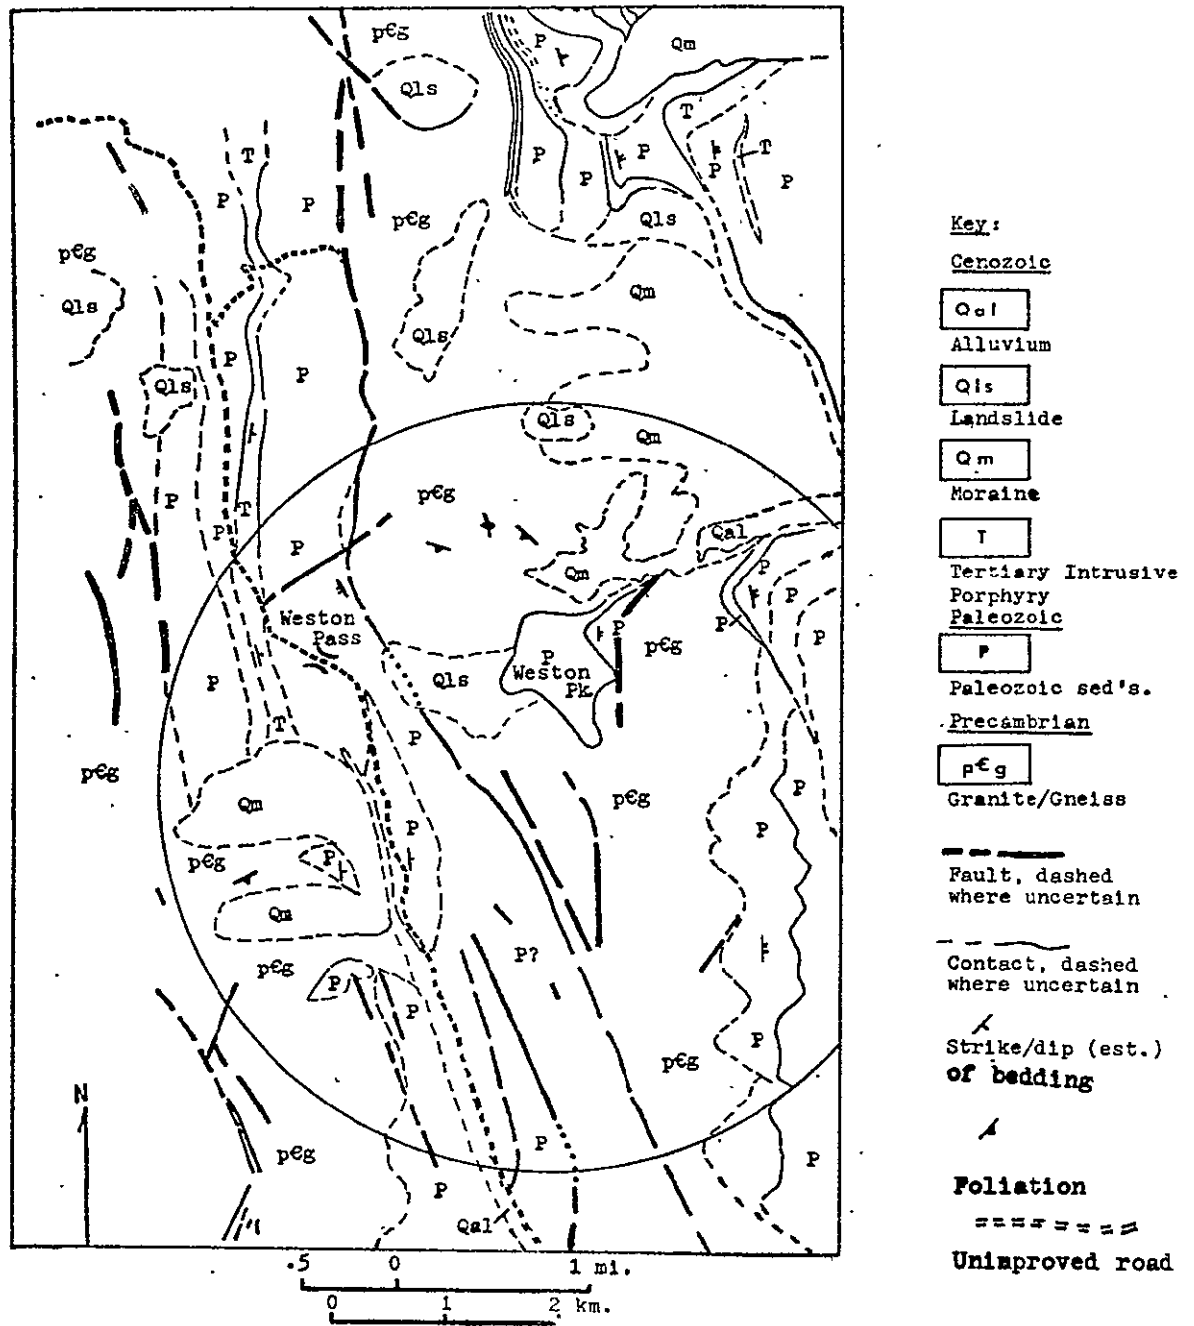 p€g
Qls
P
Qm
T
P
P
P
P
T
P
P
T
P
P
p€g
Qls
p€g
Qls
Qls
Qm
P
P
Qls
Qls
Qm
p€g
P
T
P
P
Qal
Qm
P
P
P
P
Weston
Pass
P
p€g
P
Qls
P
Weston
Pk
P
T
P
p€g
p€g
P
Qm
P
P
p€g
P
Qm
P?
p€g
P
P
P
p€g
N
p€g
P
P
P
Qal
.5 0 1 mi.
0 1 2 km.
Key:
Cenozoic
Qal
Alluvium
Qls
Landslide
Qm
Moraine
T
Tertiary Intrusive
Porphyry
Paleozoic
P
Paleozoic sed's.
Precambrian
p€g
Granite/Gneiss
Fault, dashed
where uncertain
Contact, dashed
where uncertain
Strike/dip (est.)
of bedding
Foliation
Unimproved road